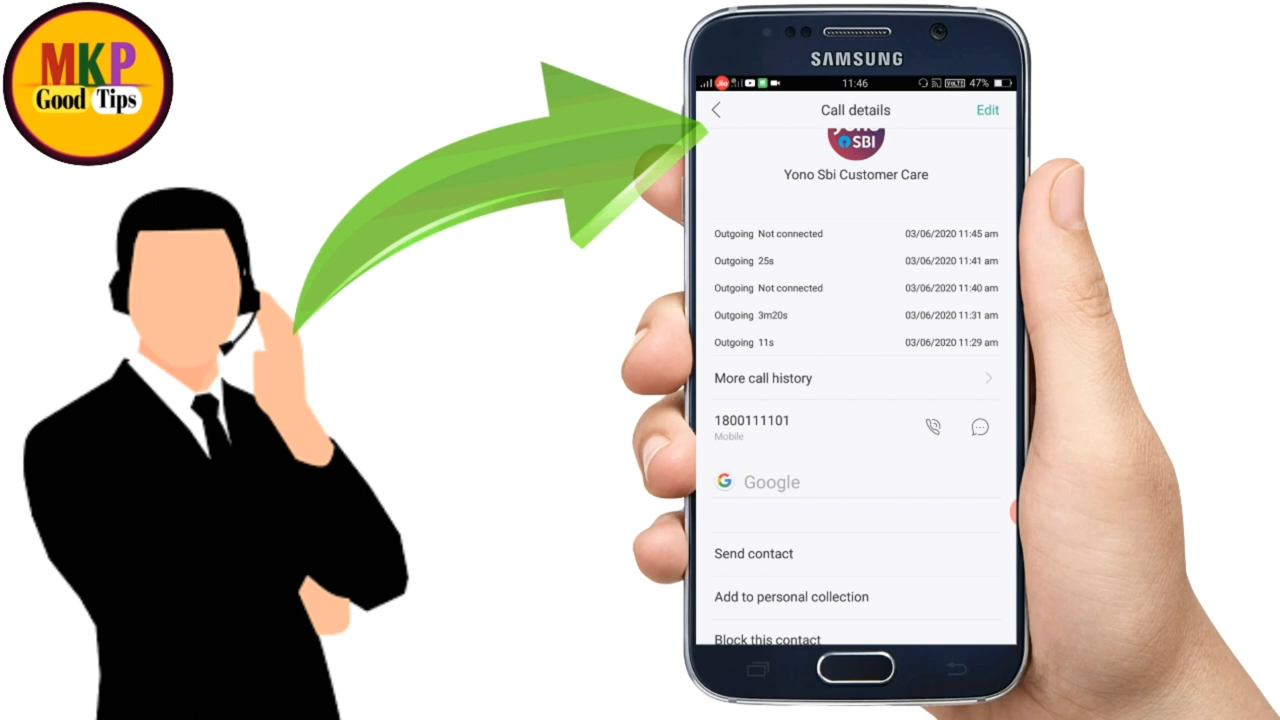 MKP
Good Tips
SAMSUNG
Jio 11:46 VoLTE 47%
Call details Edit
yono
SBI
Yono Sbi Customer Care
Outgoing Not connected 03/06/2020 11:45 am
Outgoing 25s 03/06/2020 11:41 am
Outgoing Not connected 03/06/2020 11:40 am
Outgoing 3m20s 03/06/2020 11:31 am
Outgoing 11s 03/06/2020 11:29 am
More call history
1800111101
Mobile
G Google
Send contact
Add to personal collection
Block this contact